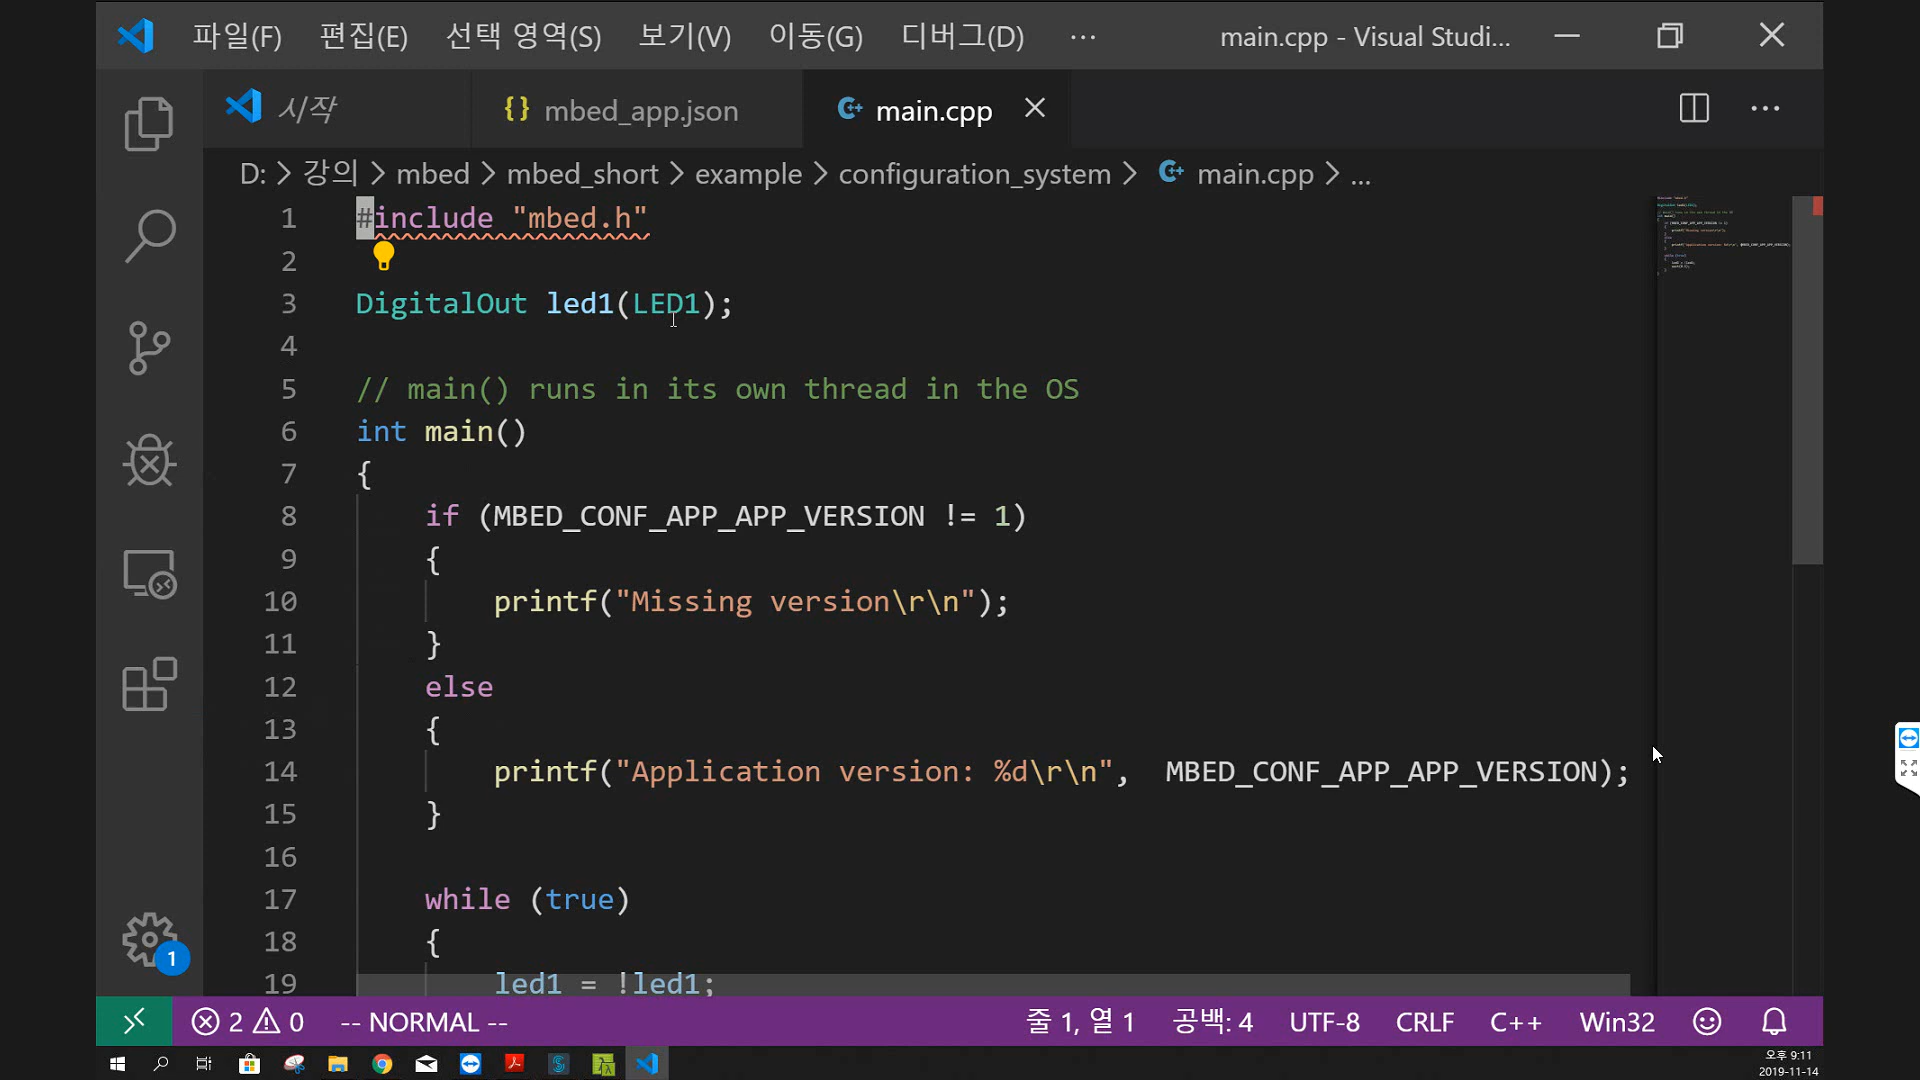 파일(F) 편집(E) 선택 영역(S) 보기(V) 이동(G) 디버그(D) ··· main.cpp - Visual Studi...
시작 {} mbed_app.json main.cpp
D: > 강의 > mbed > mbed_short > example > configuration_system > main.cpp > ...
1 #include "mbed.h"
2
3 DigitalOut led1(LED1);
4
5 // main() runs in its own thread in the OS
6 int main()
7 {
8 if (MBED_CONF_APP_APP_VERSION != 1)
9 {
10 printf("Missing version\r\n");
11 }
12 else
13 {
14 printf("Application version: %d\r\n", MBED_CONF_APP_APP_VERSION);
15 }
16
17 while (true)
18 {
19 led1 = !led1;
1
2 0 -- NORMAL -- 줄 1, 열 1 공백: 4 UTF-8 CRLF C++ Win32
오후 9:11
2019-11-14